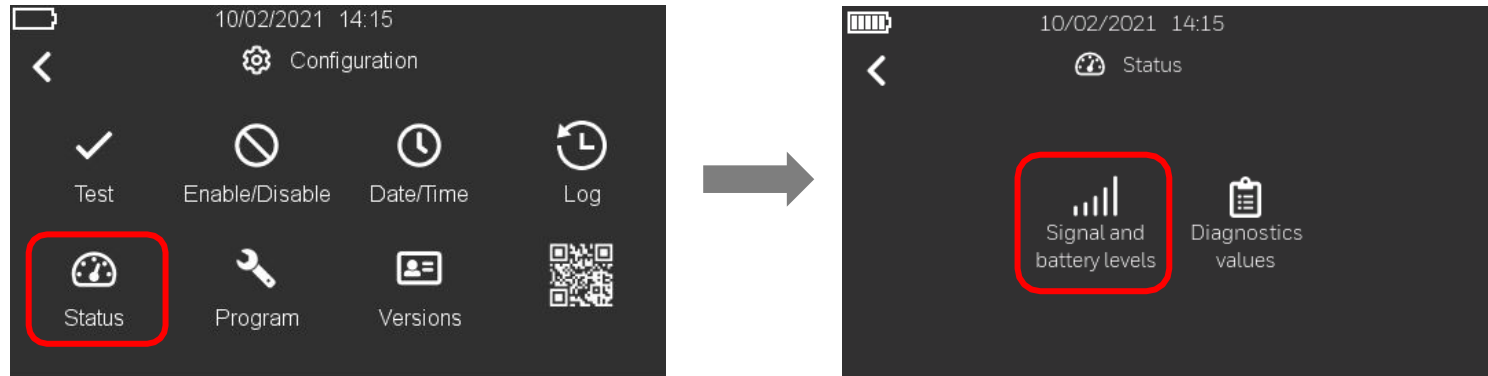 10/02/2021 14:15
Configuration
Test
Enable/Disable
Date/Time
Log
Status
Program
Versions
10/02/2021 14:15
Status
Signal and
battery levels
Diagnostics
values